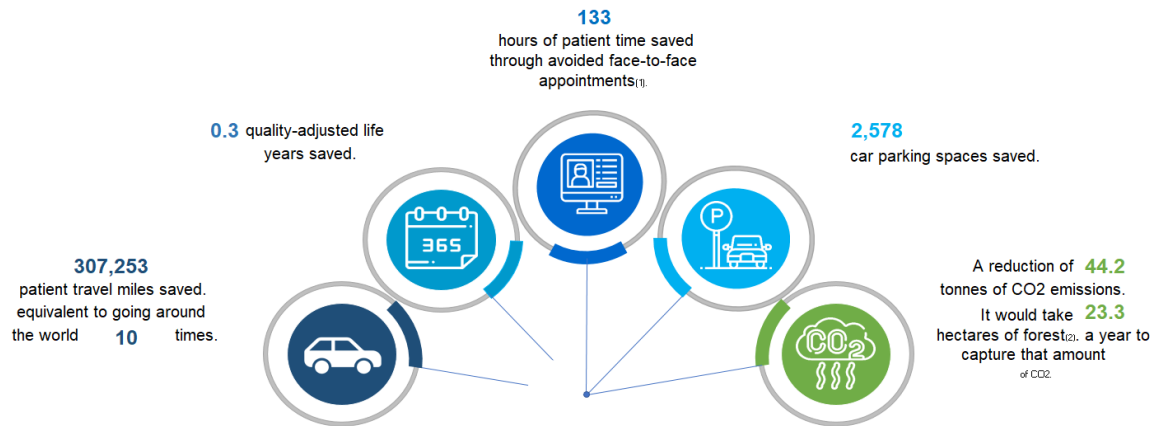 133
hours of patient time saved
through avoided face-to-face
appointments(1).
0.3 quality-adjusted life
years saved.
2,578
car parking spaces saved.
365
P
307,253
patient travel miles saved.
equivalent to going around
the world 10 times.
A reduction of 44.2
tonnes of CO2 emissions.
It would take 23.3
hectares of forest(2). a year to
capture that amount
of CO2.
CO2